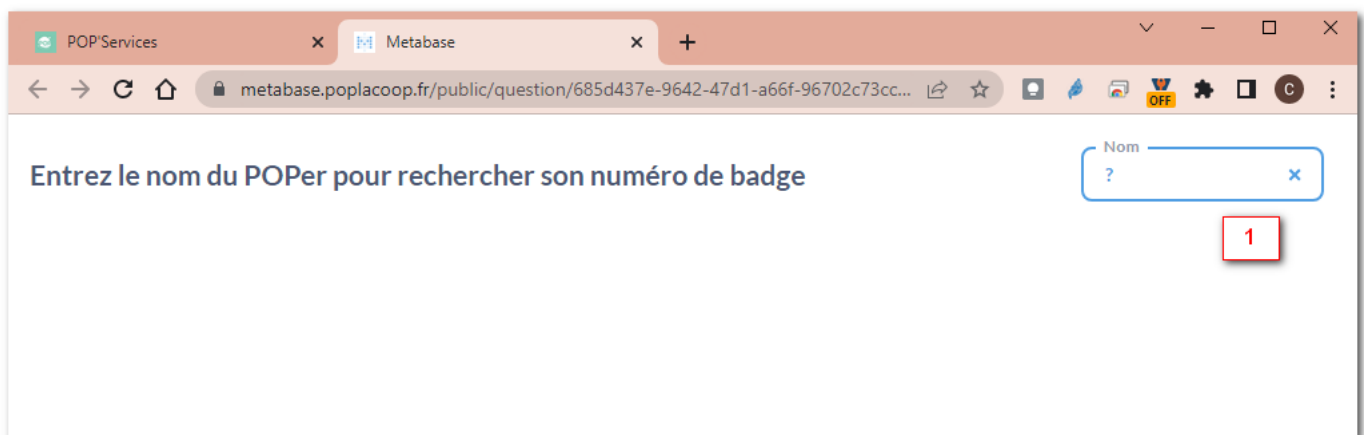 POP'Services
Metabase
metabase.poplacoop.fr/public/question/685d437e-9642-47d1-a66f-96702c73cc...
OFF
C
Nom
Entrez le nom du POPer pour rechercher son numéro de badge
?
1